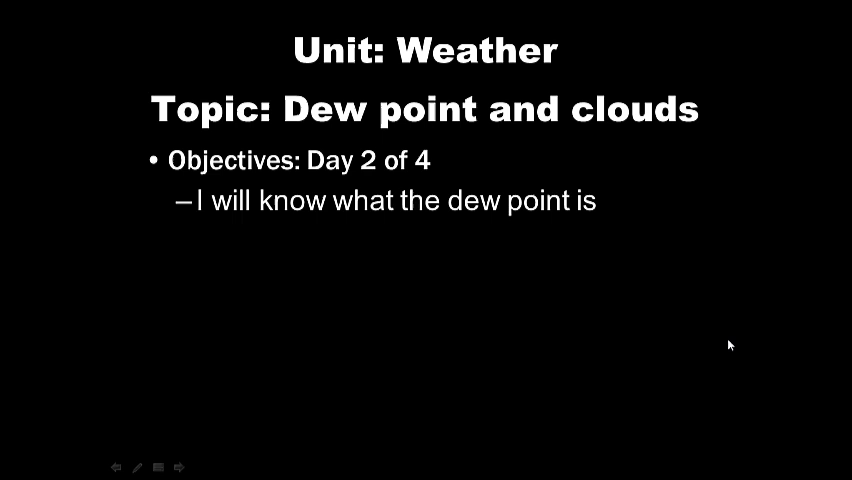 Unit: Weather
Topic: Dew point and clouds
• Objectives: Day 2 of 4
–I will know what the dew point is